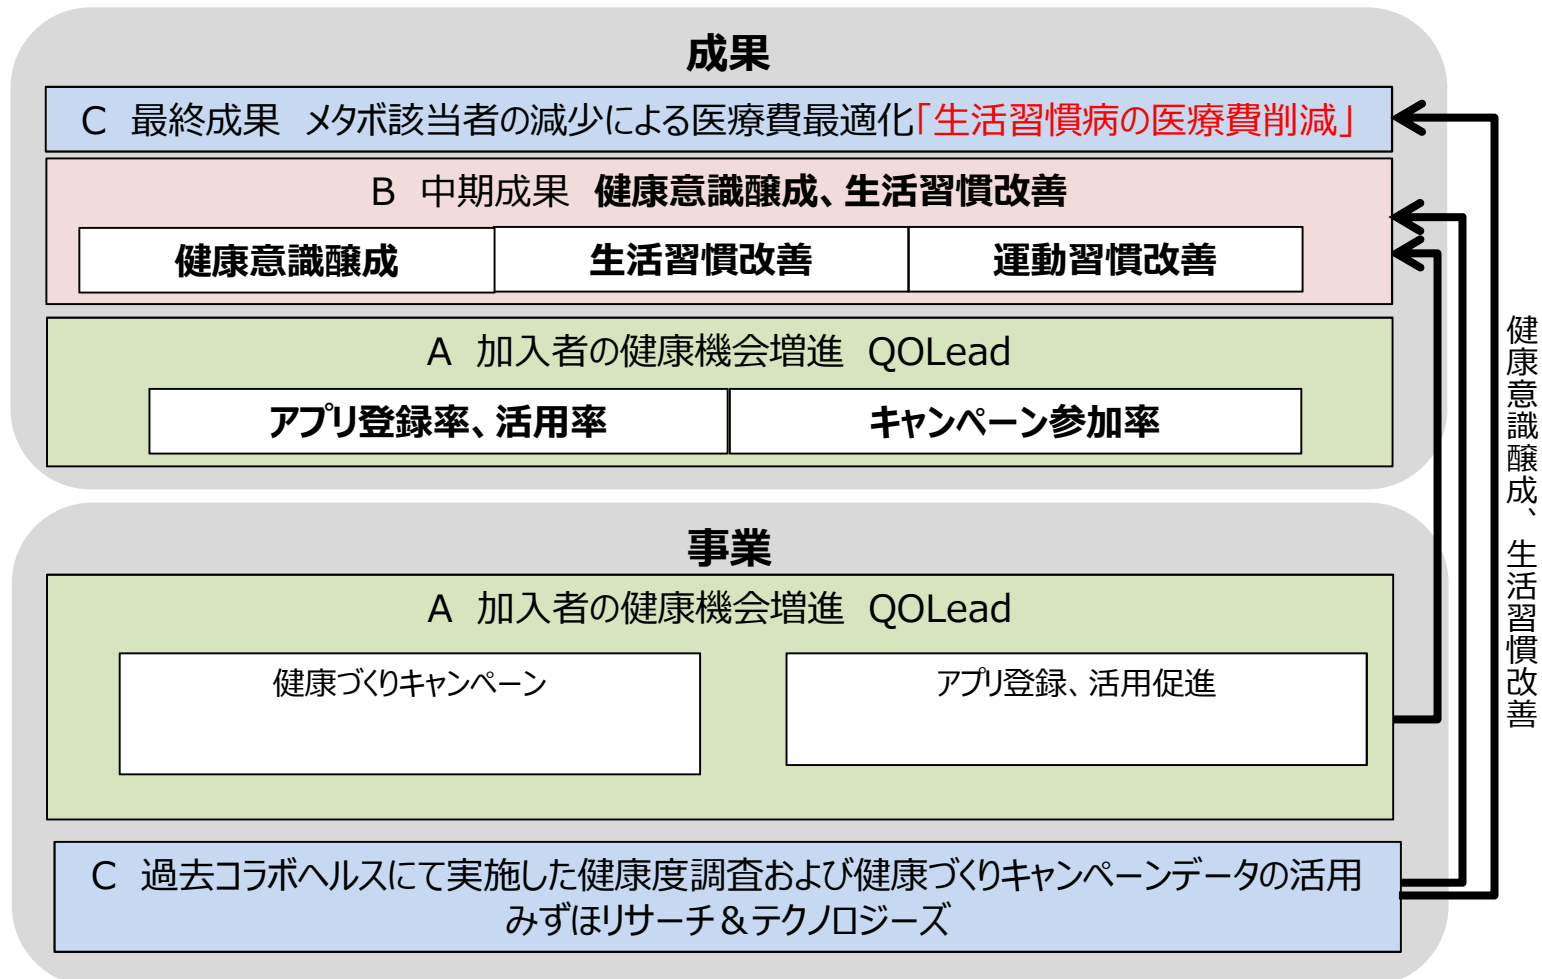 成果
C 最終成果 メタボ該当者の減少による医療費最適化「生活習慣病の医療費削減」
B 中期成果 健康意識醸成、生活習慣改善
健康意識醸成
生活習慣改善
運動習慣改善
A 加入者の健康機会増進 QOLead
アプリ登録率、活用率
キャンペーン参加率
事業
A 加入者の健康機会増進 QOLead
健康づくりキャンペーン
アプリ登録、活用促進
C 過去コラボヘルスにて実施した健康度調査および健康づくりキャンペーンデータの活用
みずほリサーチ＆テクノロジーズ
健康意識醸成、生活習慣改善